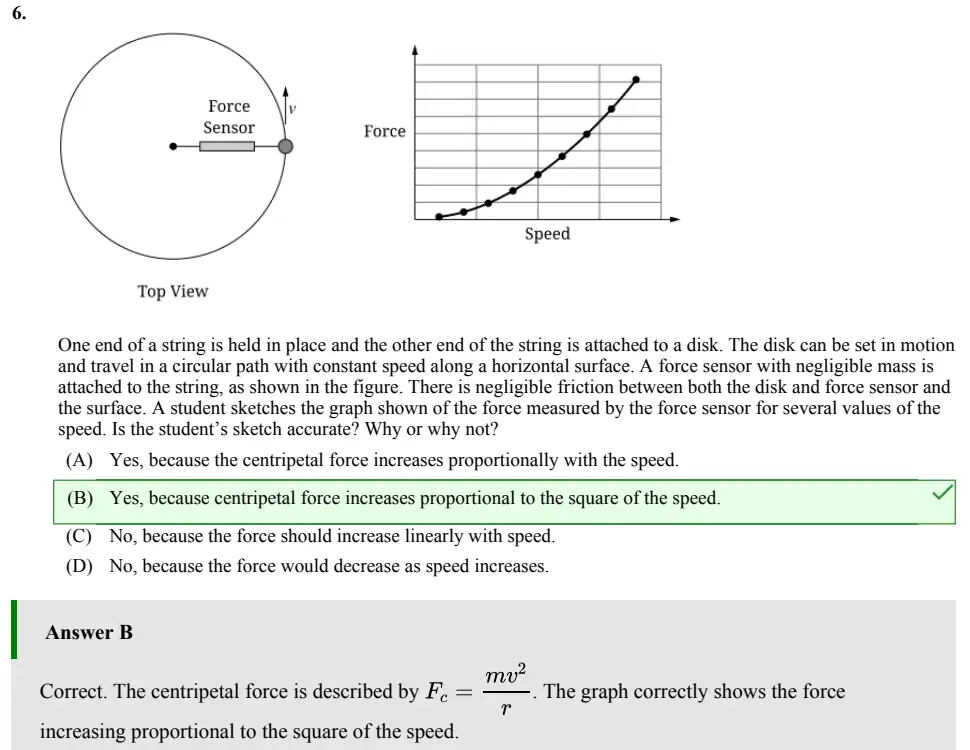 6.
Force
Sensor
v
Top View
Force
Speed
One end of a string is held in place and the other end of the string is attached to a disk. The disk can be set in motion
and travel in a circular path with constant speed along a horizontal surface. A force sensor with negligible mass is
attached to the string, as shown in the figure. There is negligible friction between both the disk and force sensor and
the surface. A student sketches the graph shown of the force measured by the force sensor for several values of the
speed. Is the student’s sketch accurate? Why or why not?
(A) Yes, because the centripetal force increases proportionally with the speed.
(B) Yes, because centripetal force increases proportional to the square of the speed.
(C) No, because the force should increase linearly with speed.
(D) No, because the force would decrease as speed increases.
Answer B
Correct. The centripetal force is described by F_c = mv²/r. The graph correctly shows the force
increasing proportional to the square of the speed.